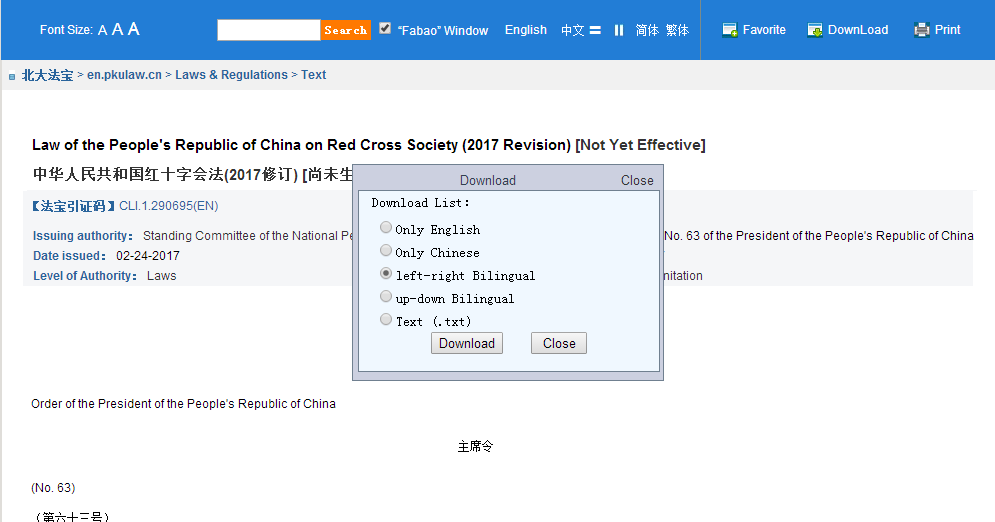 Font Size: A A A Search "Fabao" Window English 中文 简体 繁体 Favorite DownLoad Print
北大法宝 > en.pkulaw.cn > Laws & Regulations > Text
Law of the People's Republic of China on Red Cross Society (2017 Revision) [Not Yet Effective]
中华人民共和国红十字会法(2017修订) [尚未生
【法宝引证码】CLI.1.290695(EN)
Issuing authority： Standing Committee of the National
No. 63 of the President of the People's Republic of China
Date issued： 02-24-2017
Level of Authority： Laws
Download Close
Download List：
Only English
Only Chinese
left-right Bilingual
up-down Bilingual
Text (.txt)
Download Close
Order of the President of the People's Republic of China
主席令
(No. 63)
（第六十三号）